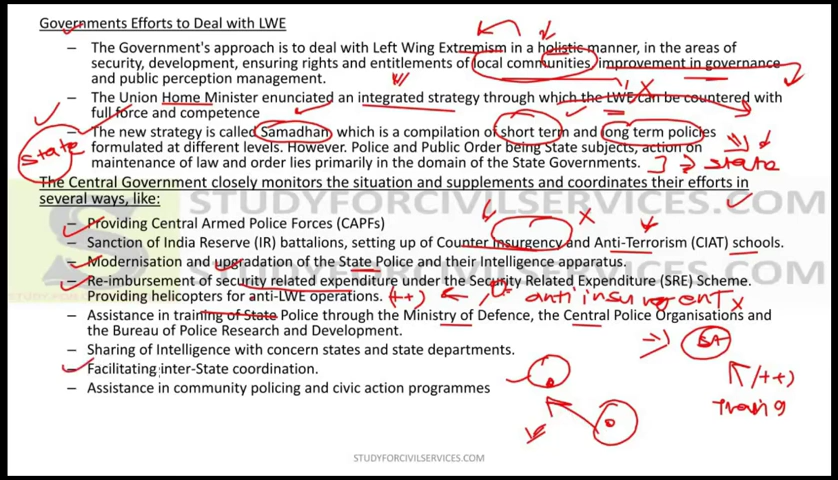 Governments Efforts to Deal with LWE
– The Government's approach is to deal with Left Wing Extremism in a holistic manner, in the areas of
security, development, ensuring rights and entitlements of local communities, improvement in governance
and public perception management.
– The Union Home Minister enunciated an integrated strategy through which the LWE can be countered with
full force and competence
– The new strategy is called Samadhan which is a compilation of short term and long term policies
formulated at different levels. However. Police and Public Order being State subjects, action on
maintenance of law and order lies primarily in the domain of the State Governments.
state
state
The Central Government closely monitors the situation and supplements and coordinates their efforts in
several ways, like:
STUDYFORCIVILSERVICES.COM
– Providing Central Armed Police Forces (CAPFs)
– Sanction of India Reserve (IR) battalions, setting up of Counter Insurgency and Anti-Terrorism (CIAT) schools.
– Modernisation and upgradation of the State Police and their Intelligence apparatus.
– Re-imbursement of security related expenditure under the Security Related Expenditure (SRE) Scheme.
Providing helicopters for anti-LWE operations. (++) anti insurgent x
– Assistance in training of State Police through the Ministry of Defence, the Central Police Organisations and
the Bureau of Police Research and Development.
– Sharing of Intelligence with concern states and state departments.
– Facilitating inter-State coordination.
– Assistance in community policing and civic action programmes
(++)
STUDYFORCIVILSERVICES.COM